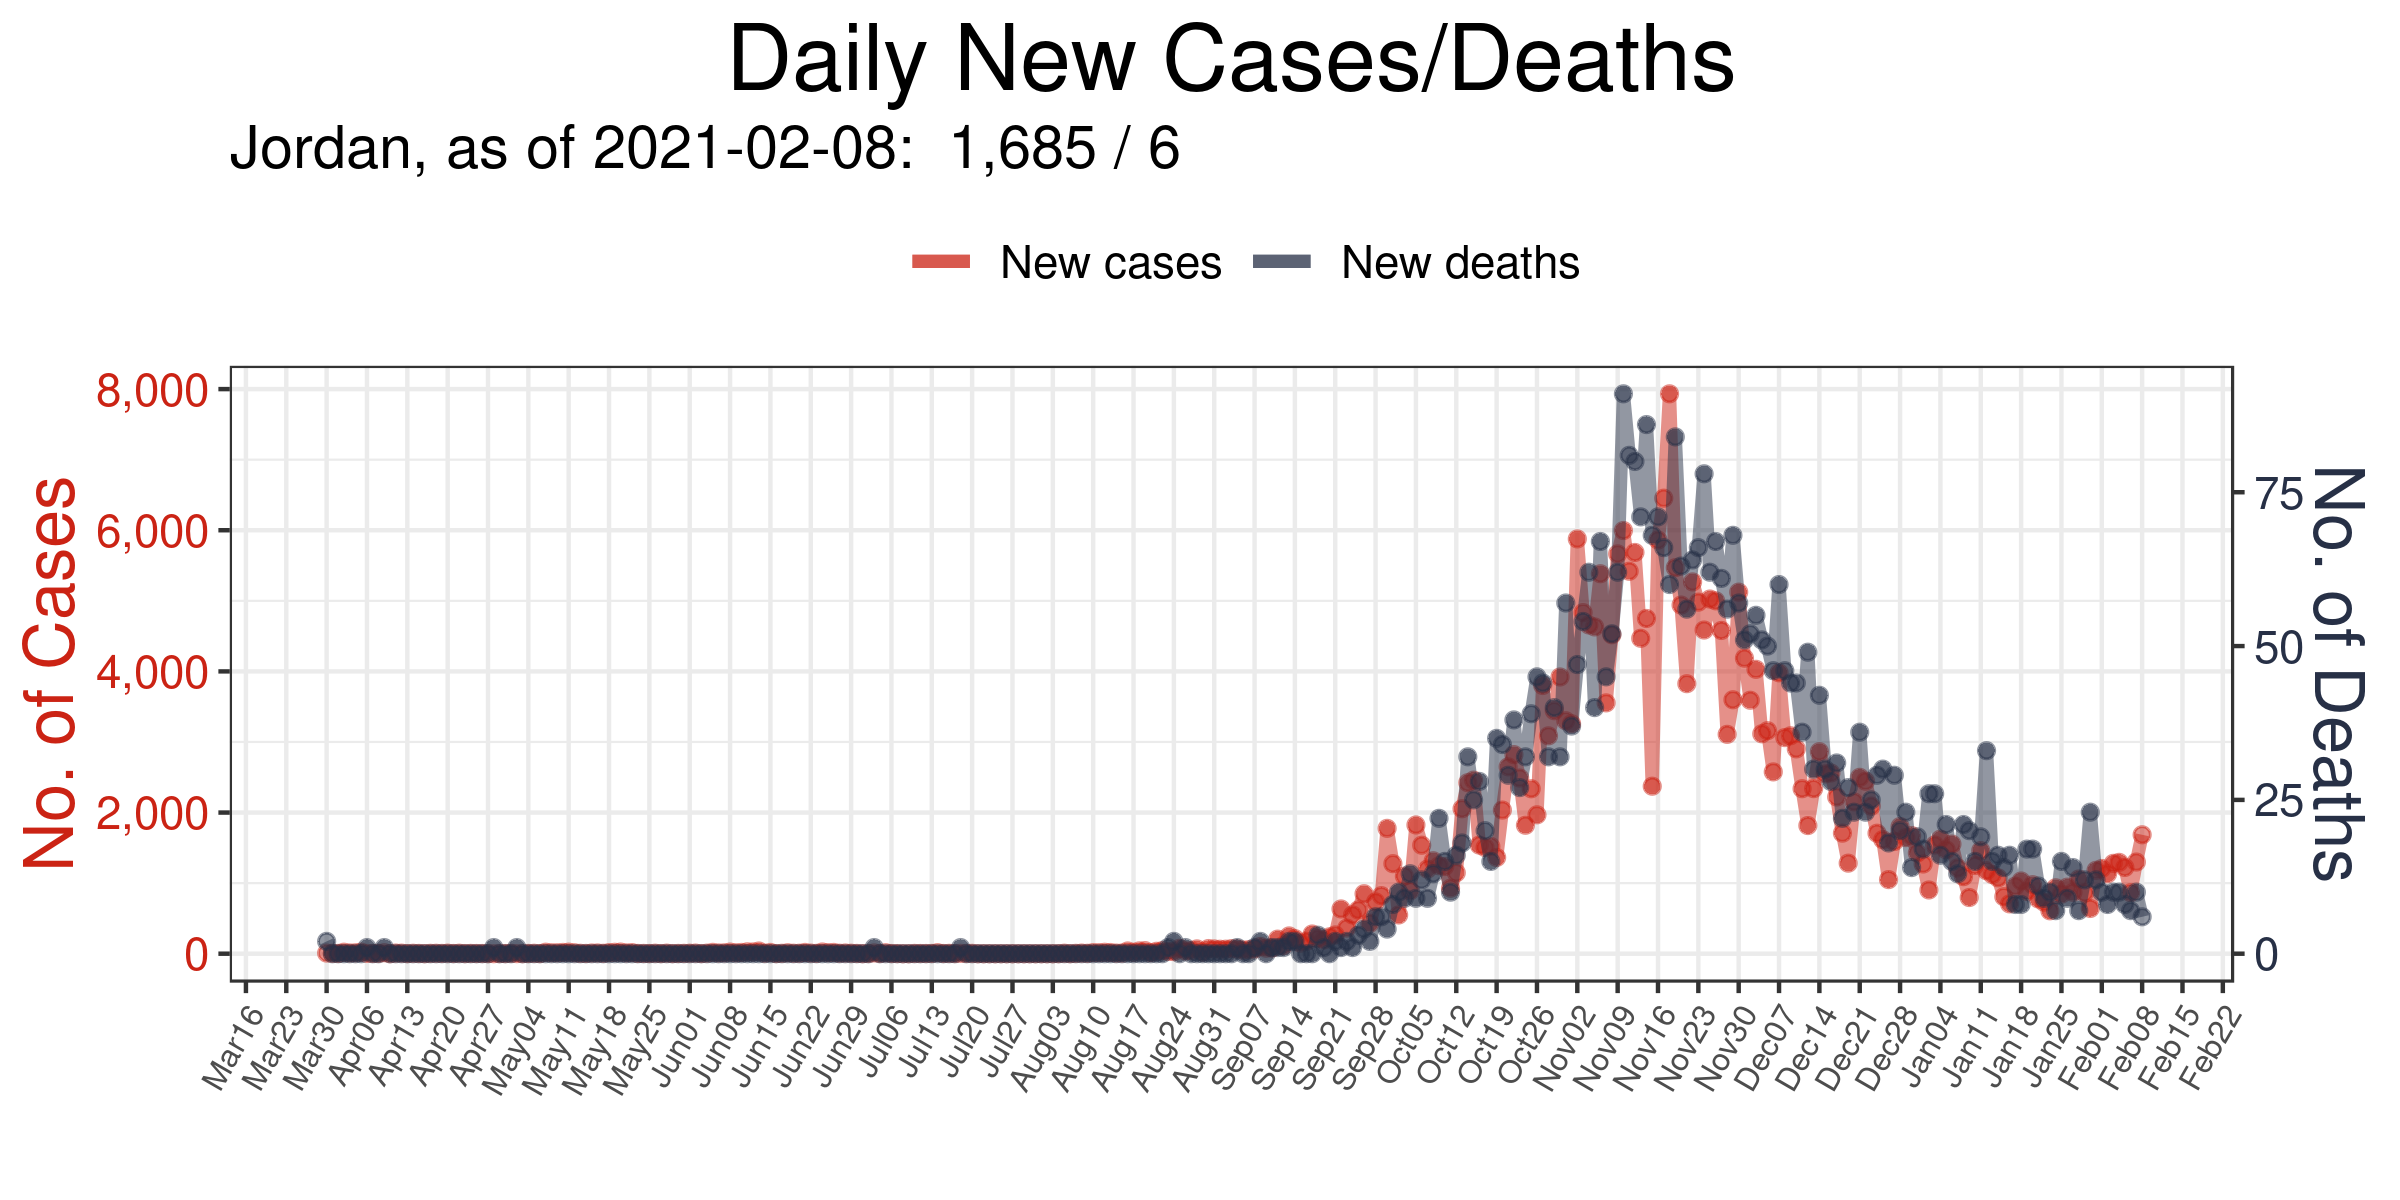 Daily New Cases/Deaths
Jordan, as of 2021-02-08:  1,685 / 6
New cases New deaths
No. of Cases
8,000
6,000
4,000
2,000
0
75
50
25
0
No. of Deaths
Mar16 Mar23 Mar30 Apr06 Apr13 Apr20 Apr27 May04 May11 May18 May25 Jun01 Jun08 Jun15 Jun22 Jun29 Jul06 Jul13 Jul20 Jul27 Aug03 Aug10 Aug17 Aug24 Aug31 Sep07 Sep14 Sep21 Sep28 Oct05 Oct12 Oct19 Oct26 Nov02 Nov09 Nov16 Nov23 Nov30 Dec07 Dec14 Dec21 Dec28 Jan04 Jan11 Jan18 Jan25 Feb01 Feb08 Feb15 Feb22